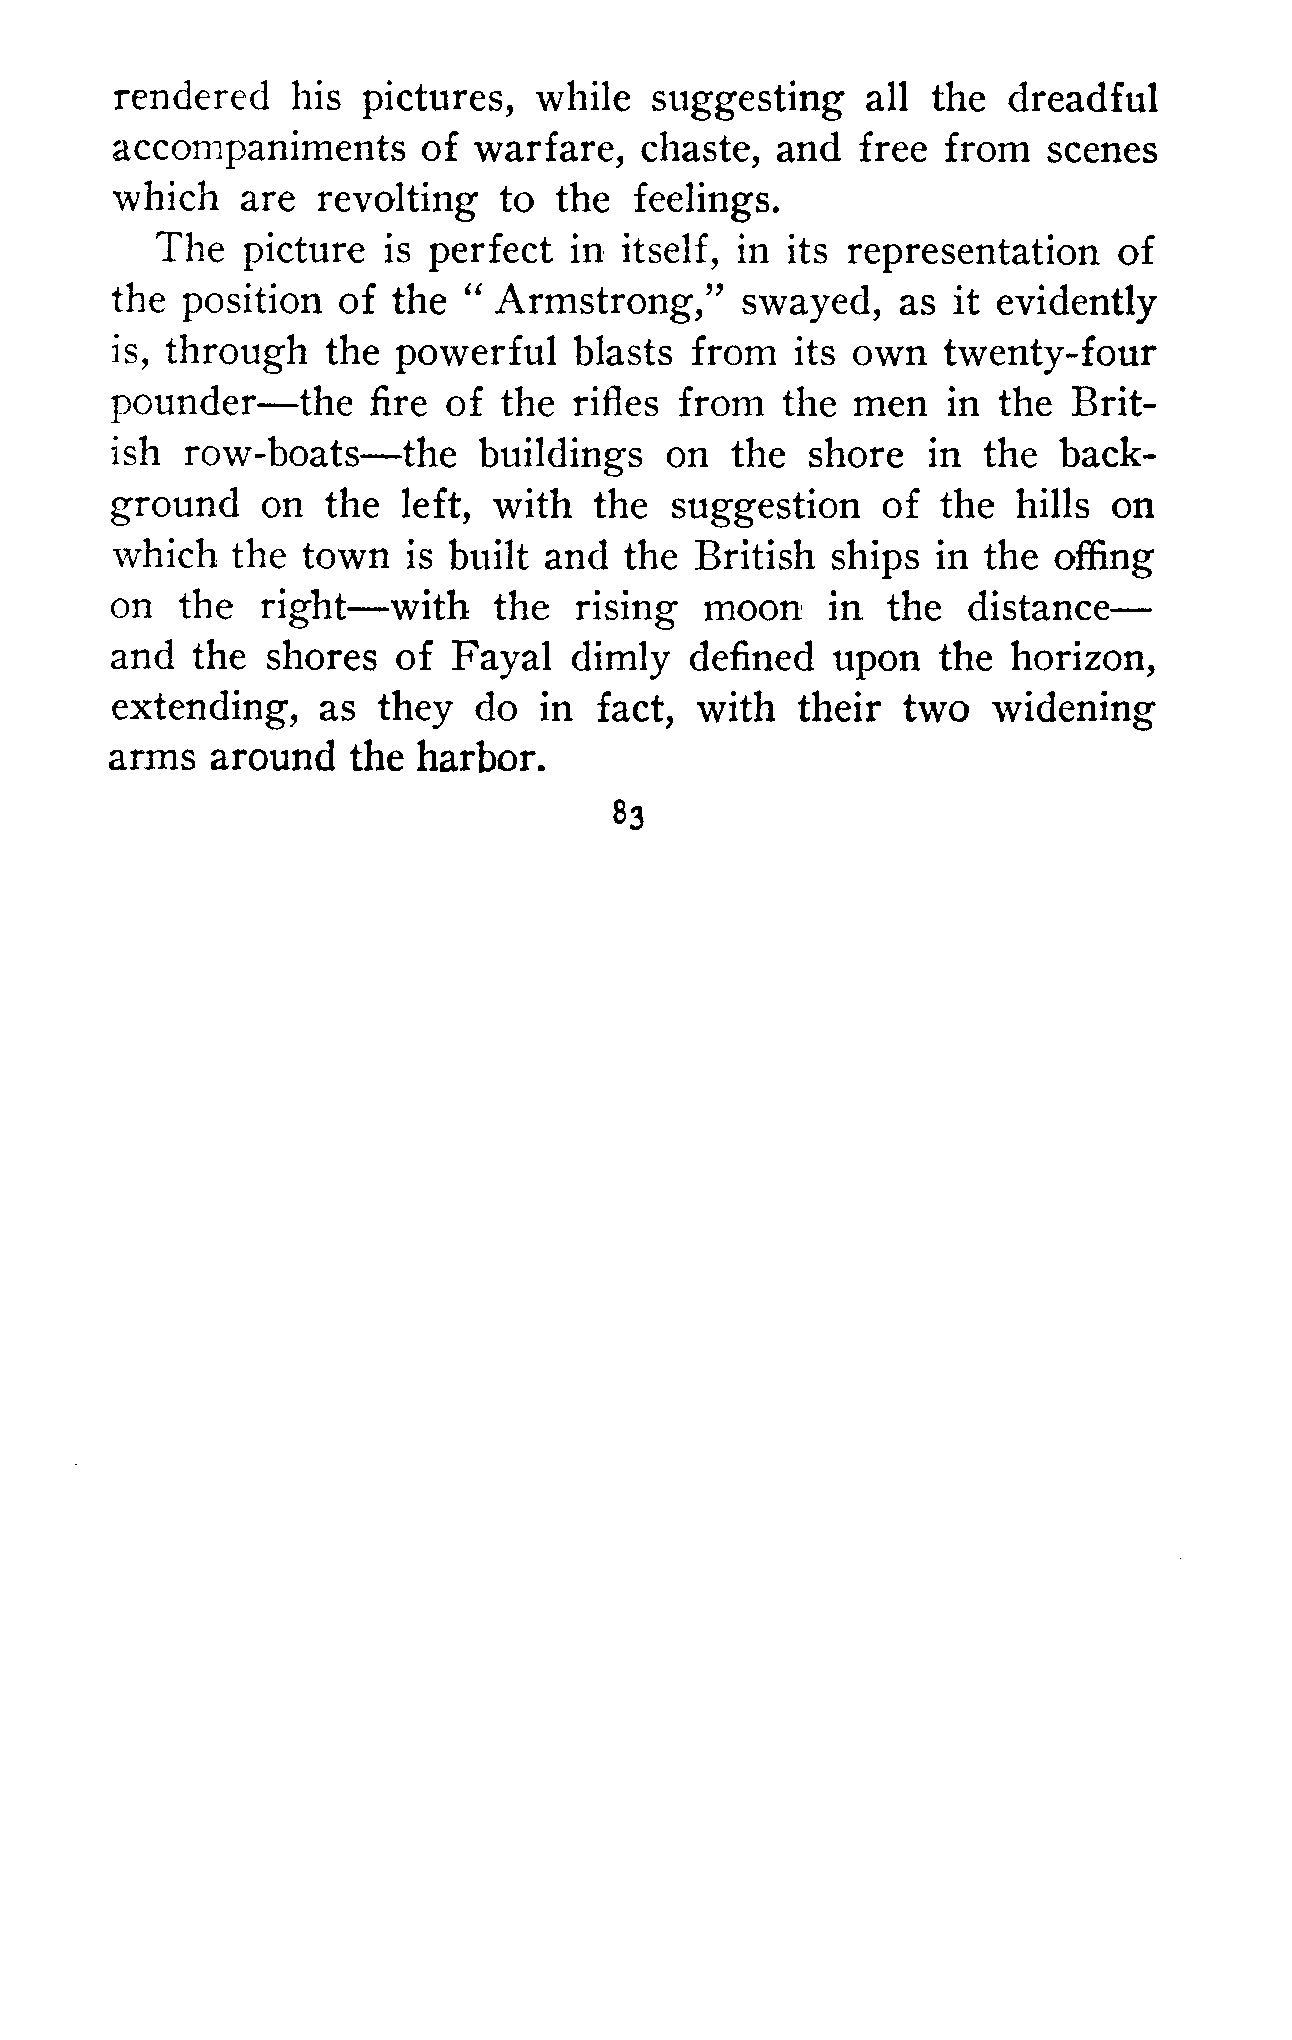 rendered his pictures, while suggesting all the dreadful
accompaniments of warfare, chaste, and free from scenes
which are revolting to the feelings.
The picture is perfect in itself, in its representation of
the position of the “ Armstrong,” swayed, as it evidently
is, through the powerful blasts from its own twenty-four
pounder—the fire of the rifles from the men in the Brit-
ish row-boats—the buildings on the shore in the back-
ground on the left, with the suggestion of the hills on
which the town is built and the British ships in the offing
on the right—with the rising moon in the distance—
and the shores of Fayal dimly defined upon the horizon,
extending, as they do in fact, with their two widening
arms around the harbor.
83